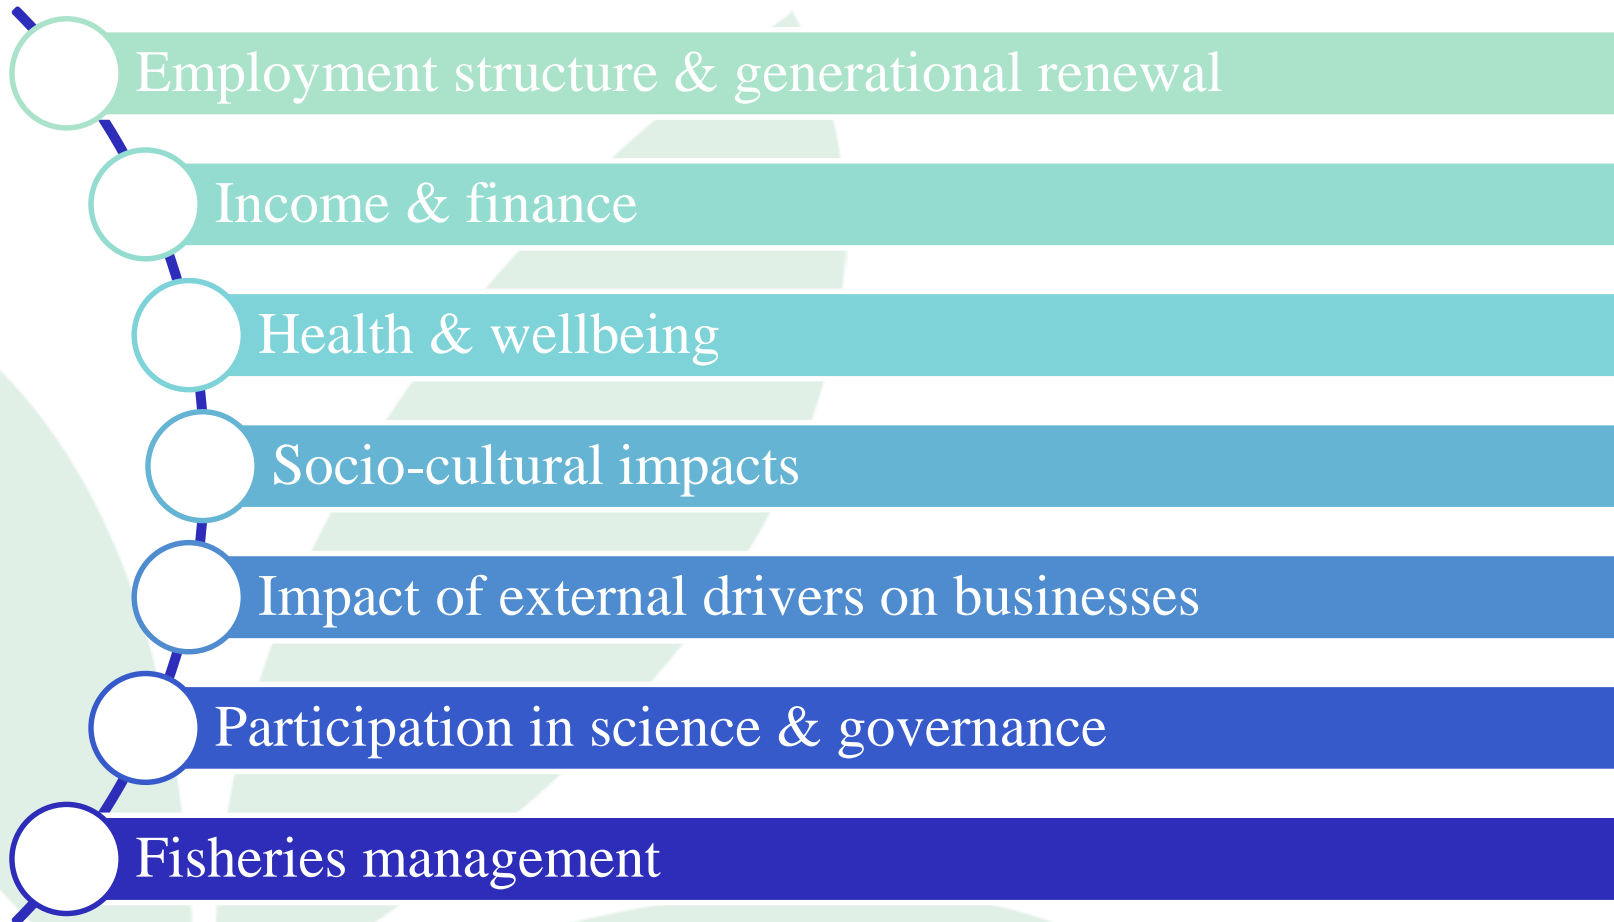 Employment structure & generational renewal
Income & finance
Health & wellbeing
Socio-cultural impacts
Impact of external drivers on businesses
Participation in science & governance
Fisheries management